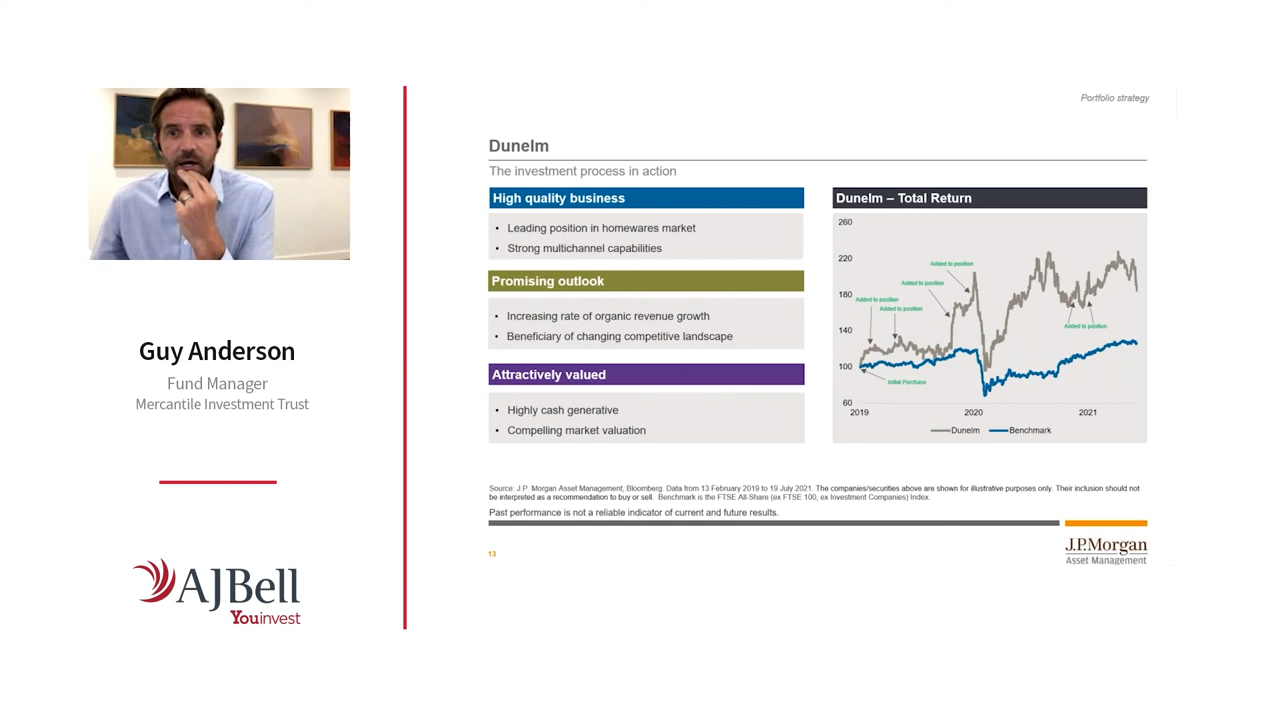 Portfolio strategy
Dunelm
The investment process in action
High quality business
• Leading position in homewares market
• Strong multichannel capabilities
Promising outlook
• Increasing rate of organic revenue growth
• Beneficiary of changing competitive landscape
Attractively valued
• Highly cash generative
• Compelling market valuation
Dunelm – Total Return
260
220
180
140
100
60
2019
2020
2021
Added to position
Added to position
Added to position
Added to position
Added to position
Initial Purchase
Dunelm
Benchmark
Source: J.P. Morgan Asset Management, Bloomberg. Data from 13 February 2019 to 19 July 2021. The companies/securities above are shown for illustrative purposes only. Their inclusion should not
be interpreted as a recommendation to buy or sell. Benchmark is the FTSE All-Share (ex FTSE 100, ex Investment Companies) Index.
Past performance is not a reliable indicator of current and future results.
13
J.P.Morgan
Asset Management
Guy Anderson
Fund Manager
Mercantile Investment Trust
AJBell
Youinvest